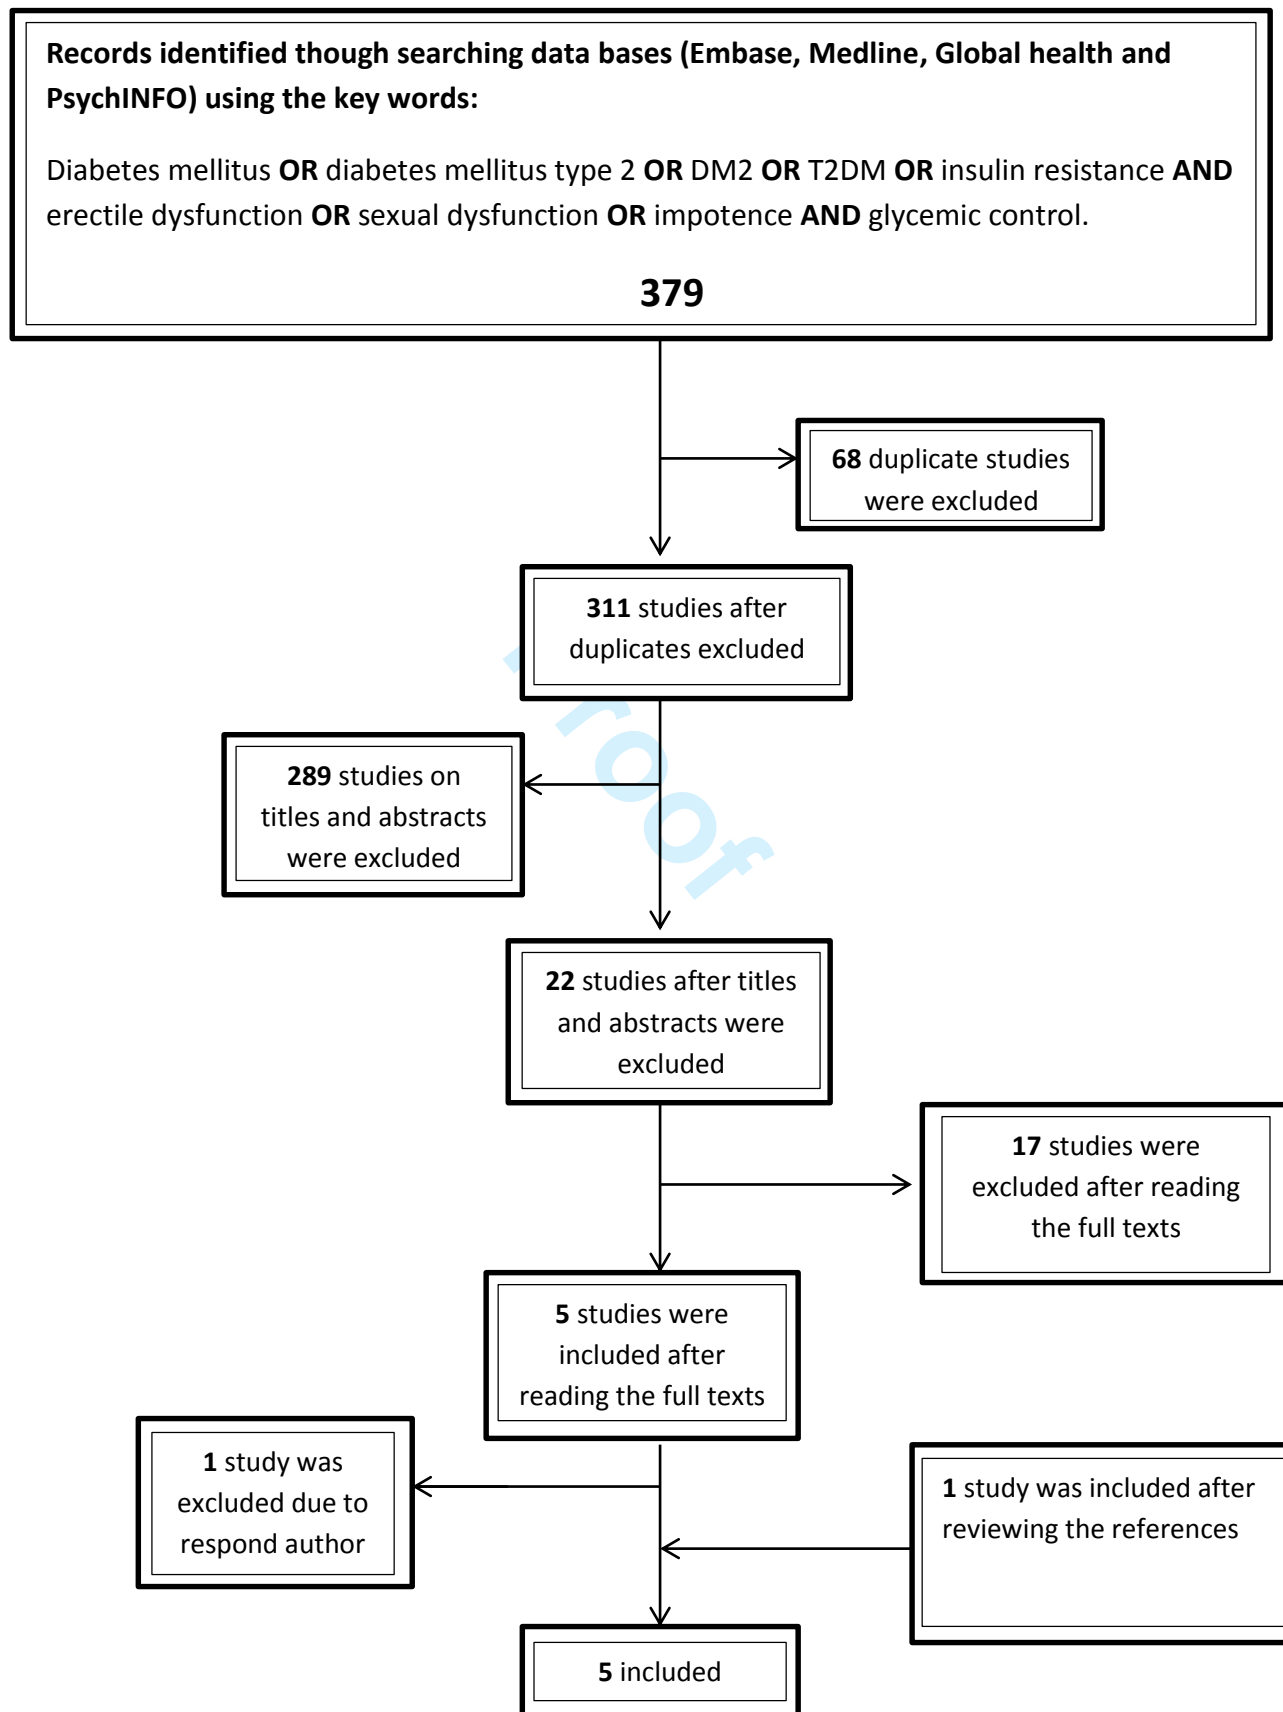 Records identified though searching data bases (Embase, Medline, Global health and
PsychINFO) using the key words:
Diabetes mellitus OR diabetes mellitus type 2 OR DM2 OR T2DM OR insulin resistance AND
erectile dysfunction OR sexual dysfunction OR impotence AND glycemic control.
379
68 duplicate studies
were excluded
311 studies after
duplicates excluded
289 studies on
titles and abstracts
were excluded
22 studies after titles
and abstracts were
excluded
17 studies were
excluded after reading
the full texts
5 studies were
included after
reading the full texts
1 study was
excluded due to
respond author
1 study was included after
reviewing the references
5 included